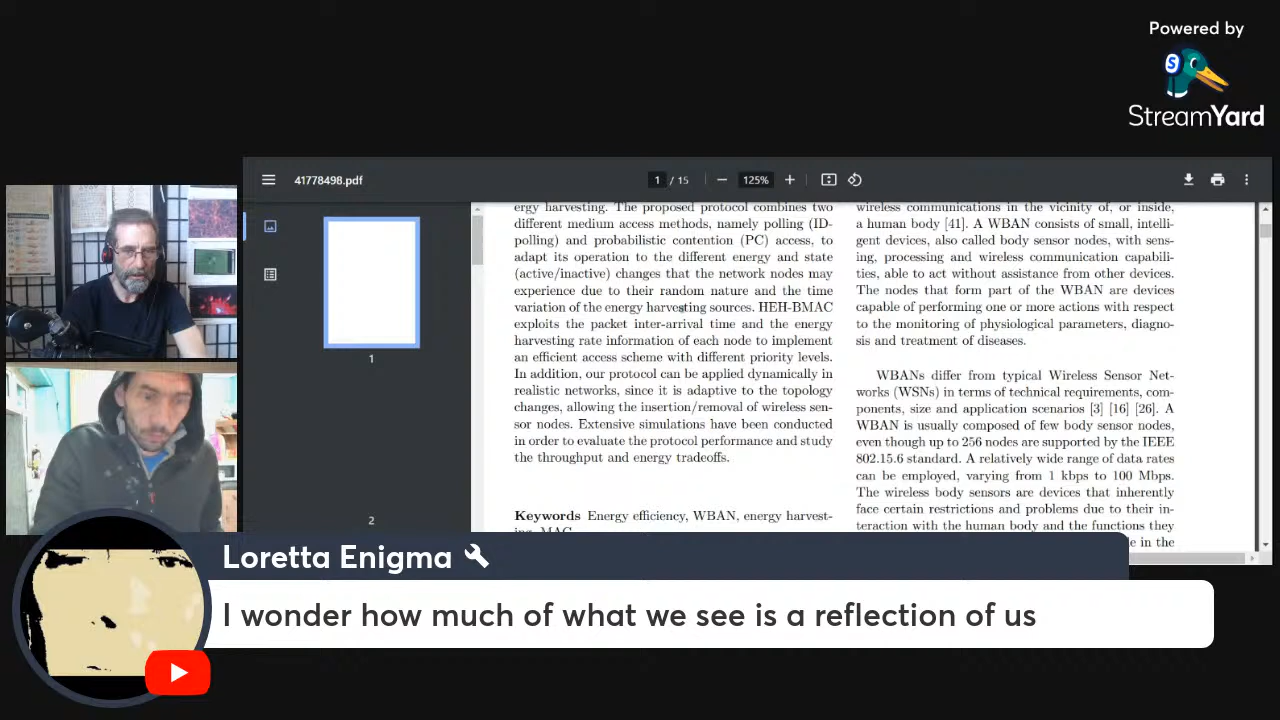 Powered by
StreamYard
41778498.pdf
1 / 15
125%
ergy harvesting. The proposed protocol combines two
different medium access methods, namely polling (ID-
polling) and probabilistic contention (PC) access, to
adapt its operation to the different energy and state
(active/inactive) changes that the network nodes may
experience due to their random nature and the time
variation of the energy harvesting sources. HEH-BMAC
exploits the packet inter-arrival time and the energy
harvesting rate information of each node to implement
an efficient access scheme with different priority levels.
In addition, our protocol can be applied dynamically in
realistic networks, since it is adaptive to the topology
changes, allowing the insertion/removal of wireless sen-
sor nodes. Extensive simulations have been conducted
in order to evaluate the protocol performance and study
the throughput and energy tradeoffs.
Keywords Energy efficiency, WBAN, energy harvest-
ing, MAC
wireless communications in the vicinity of, or inside,
a human body [41]. A WBAN consists of small, intelli-
gent devices, also called body sensor nodes, with sens-
ing, processing and wireless communication capabili-
ties, able to act without assistance from other devices.
The nodes that form part of the WBAN are devices
capable of performing one or more actions with respect
to the monitoring of physiological parameters, diagno-
sis and treatment of diseases.
WBANs differ from typical Wireless Sensor Net-
works (WSNs) in terms of technical requirements, com-
ponents, size and application scenarios [3] [16] [26]. A
WBAN is usually composed of few body sensor nodes,
even though up to 256 nodes are supported by the IEEE
802.15.6 standard. A relatively wide range of data rates
can be employed, varying from 1 kbps to 100 Mbps.
The wireless body sensors are devices that inherently
face certain restrictions and problems due to their in-
teraction with the human body and the functions they
in the
1
2
Loretta Enigma
I wonder how much of what we see is a reflection of us